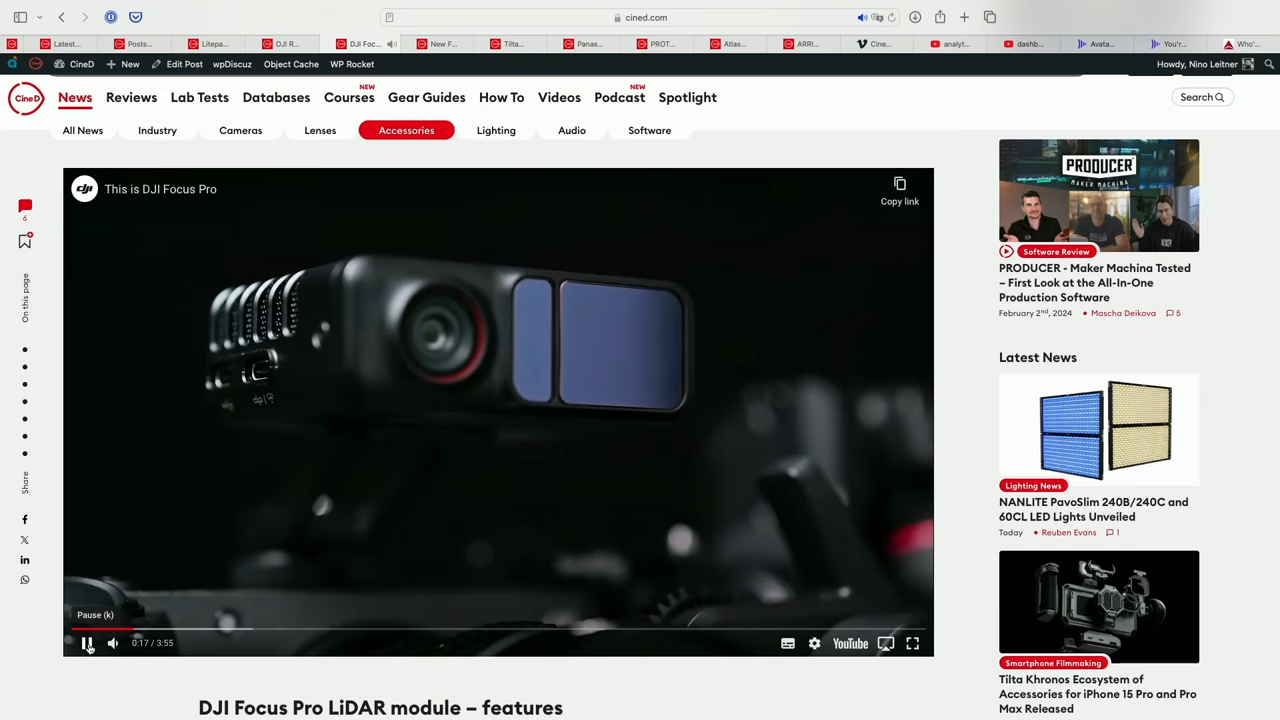 cined.com
Latest...
Posts...
Litepa...
DJI R...
DJI Foc...
New F...
Tilta...
Panas...
PROT...
Atlas...
ARRI...
Cine...
analyt...
dashb...
Avata...
You'r...
Who'...
CineD
New
Edit Post
wpDiscuz
Object Cache
WP Rocket
Howdy, Nino Leitner
CineD
News
Reviews
Lab Tests
Databases
Courses
NEW
Gear Guides
How To
Videos
Podcast
NEW
Spotlight
Search
All News
Industry
Cameras
Lenses
Accessories
Lighting
Audio
Software
6
On this page
Share
dji
This is DJI Focus Pro
Copy link
Pause (k)
0:17 / 3:55
YouTube
DJI Focus Pro LiDAR module – features
PRODUCER
MAKER MACHINA
Software Review
PRODUCER - Maker Machina Tested
– First Look at the All-In-One
Production Software
February 2nd, 2024
Mascha Deikova
5
Latest News
Lighting News
NANLITE PavoSlim 240B/240C and
60CL LED Lights Unveiled
Today
Reuben Evans
1
Smartphone Filmmaking
Tilta Khronos Ecosystem of
Accessories for iPhone 15 Pro and Pro
Max Released